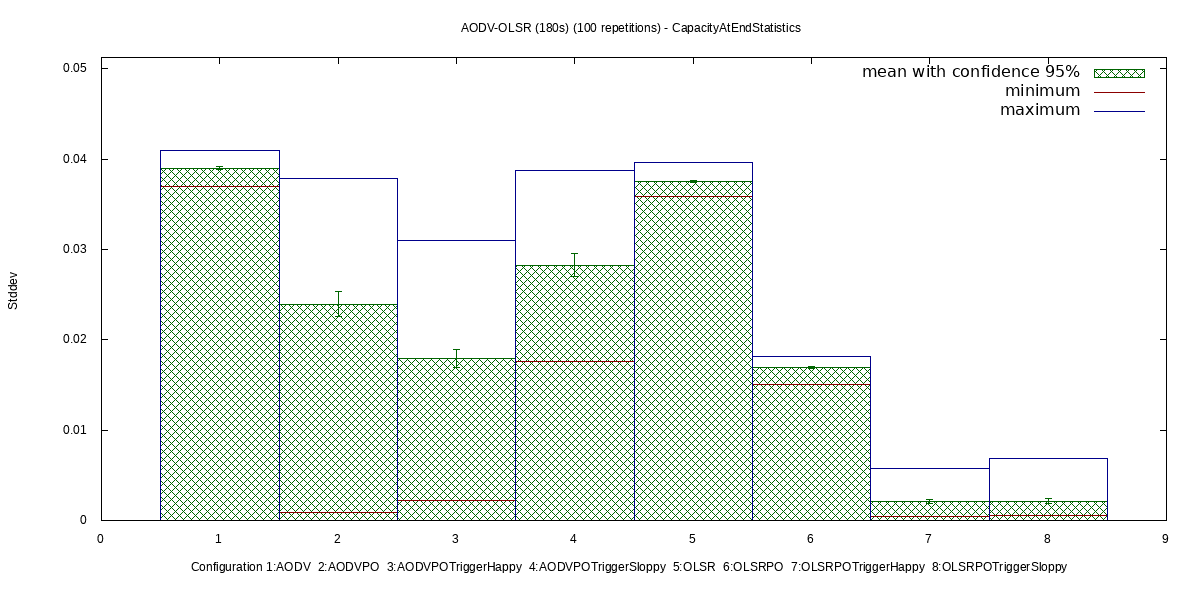 AODV-OLSR (180s) (100 repetitions) - CapacityAtEndStatistics
mean with confidence 95%
minimum
maximum
0.05
0.04
0.03
0.02
0.01
0
Stddev
0 1 2 3 4 5 6 7 8 9
Configuration 1:AODV 2:AODVPO 3:AODVPOTriggerHappy 4:AODVPOTriggerSloppy 5:OLSR 6:OLSRPO 7:OLSRPOTriggerHappy 8:OLSRPOTriggerSloppy